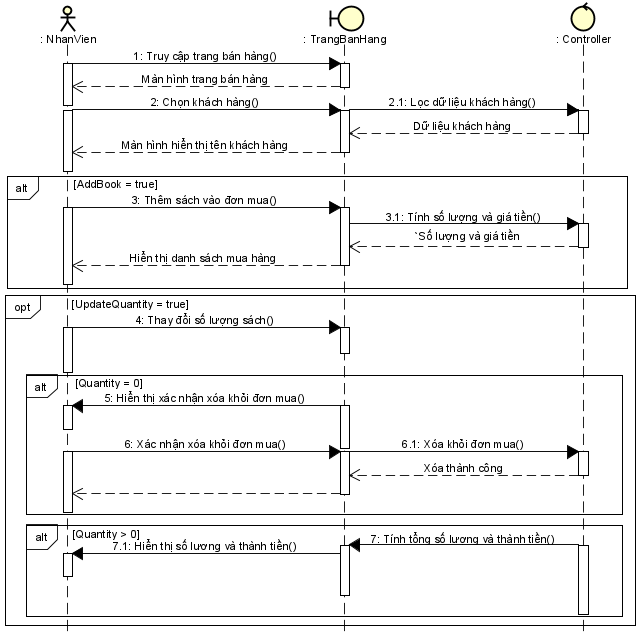 : NhanVien
: TrangBanHang
: Controller
1: Truy cập trang bán hàng()
Màn hình trang bán hàng
2: Chọn khách hàng()
2.1: Lọc dữ liệu khách hàng()
Dữ liệu khách hàng
Màn hình hiển thị tên khách hàng
alt
[AddBook = true]
3: Thêm sách vào đơn mua()
3.1: Tính số lượng và giá tiền()
`Số lượng và giá tiền
Hiển thị danh sách mua hàng
opt
[UpdateQuantity = true]
4: Thay đổi số lượng sách()
alt
[Quantity = 0]
5: Hiển thị xác nhận xóa khỏi đơn mua()
6: Xác nhận xóa khỏi đơn mua()
6.1: Xóa khỏi đơn mua()
Xóa thành công
alt
[Quantity > 0]
7: Tính tổng số lương và thành tiền()
7.1: Hiển thị số lương và thành tiền()